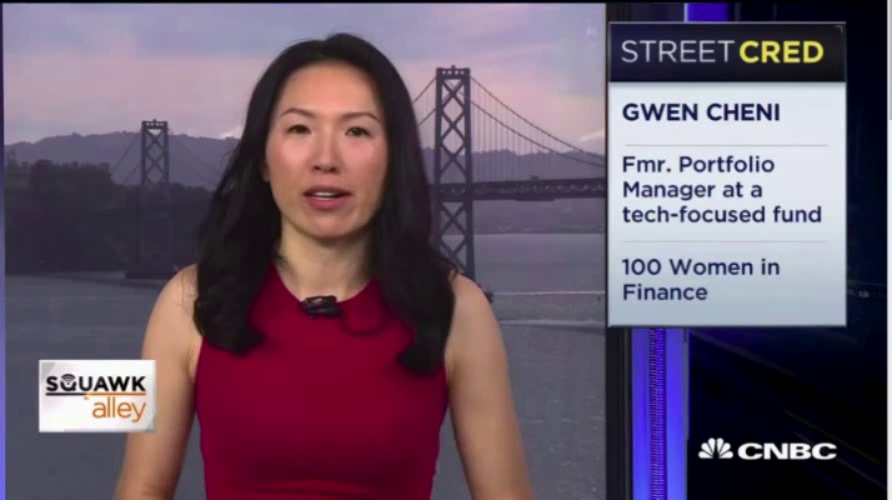 STREET CRED
GWEN CHENI
Fmr. Portfolio
Manager at a
tech-focused fund
100 Women in
Finance
SQUAWK
alley
CNBC